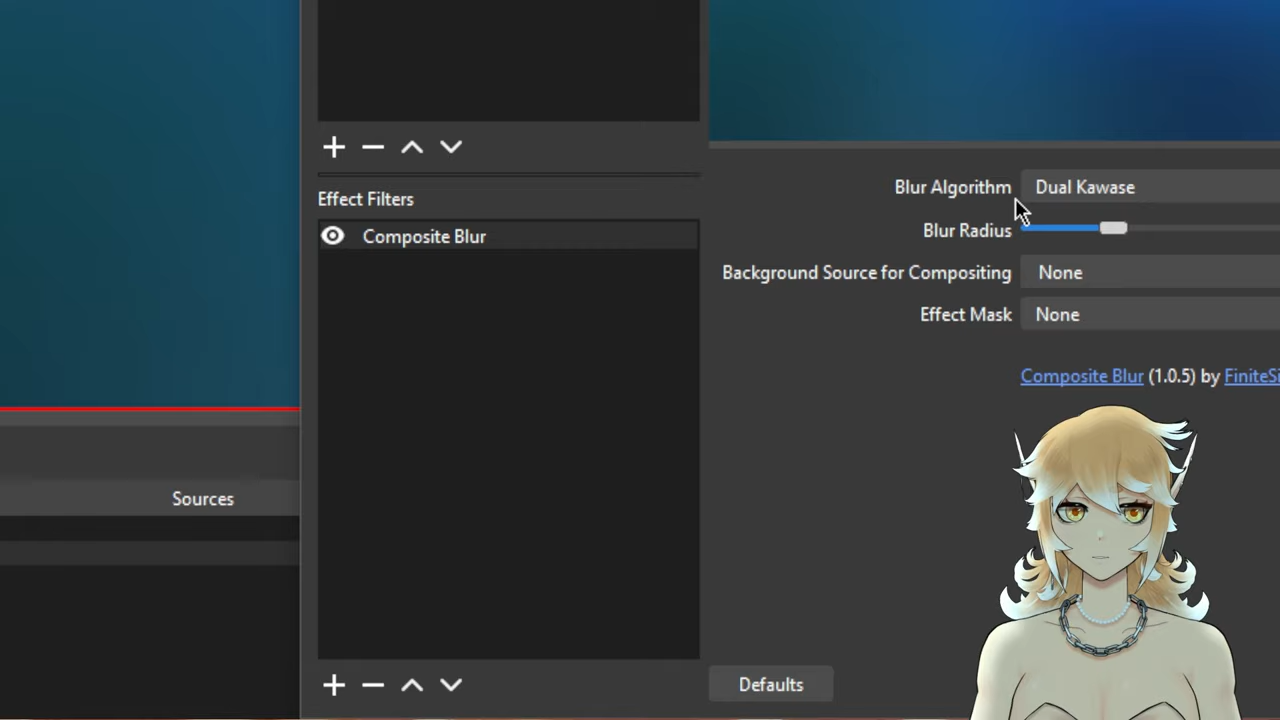 Effect Filters
Composite Blur
Blur Algorithm Dual Kawase
Blur Radius
Background Source for Compositing None
Effect Mask None
Composite Blur (1.0.5) by FiniteSi
Sources
Defaults